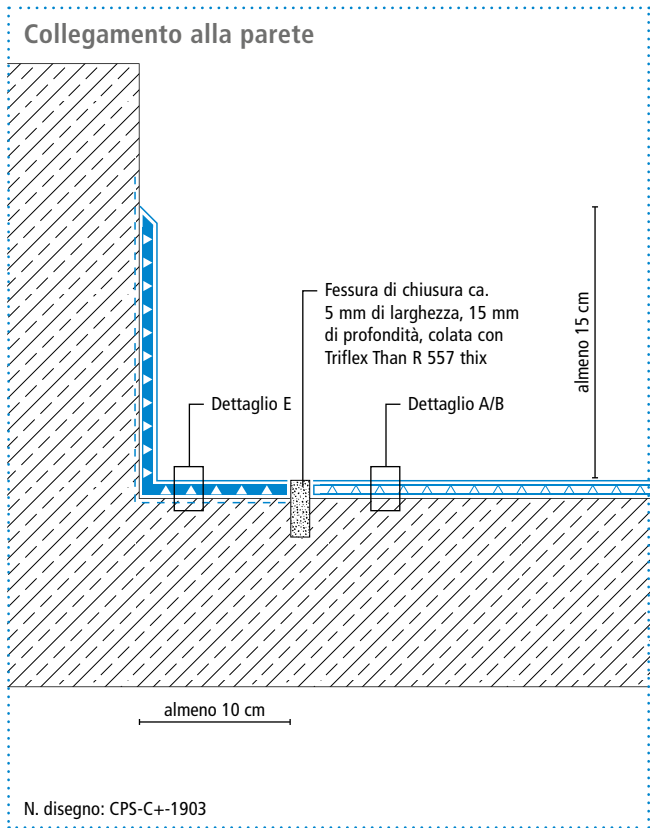 Collegamento alla parete
Fessura di chiusura ca.
5 mm di larghezza, 15 mm
di profondità, colata con
Triflex Than R 557 thix
almeno 15 cm
Dettaglio E
Dettaglio A/B
almeno 10 cm
N. disegno: CPS-C+-1903